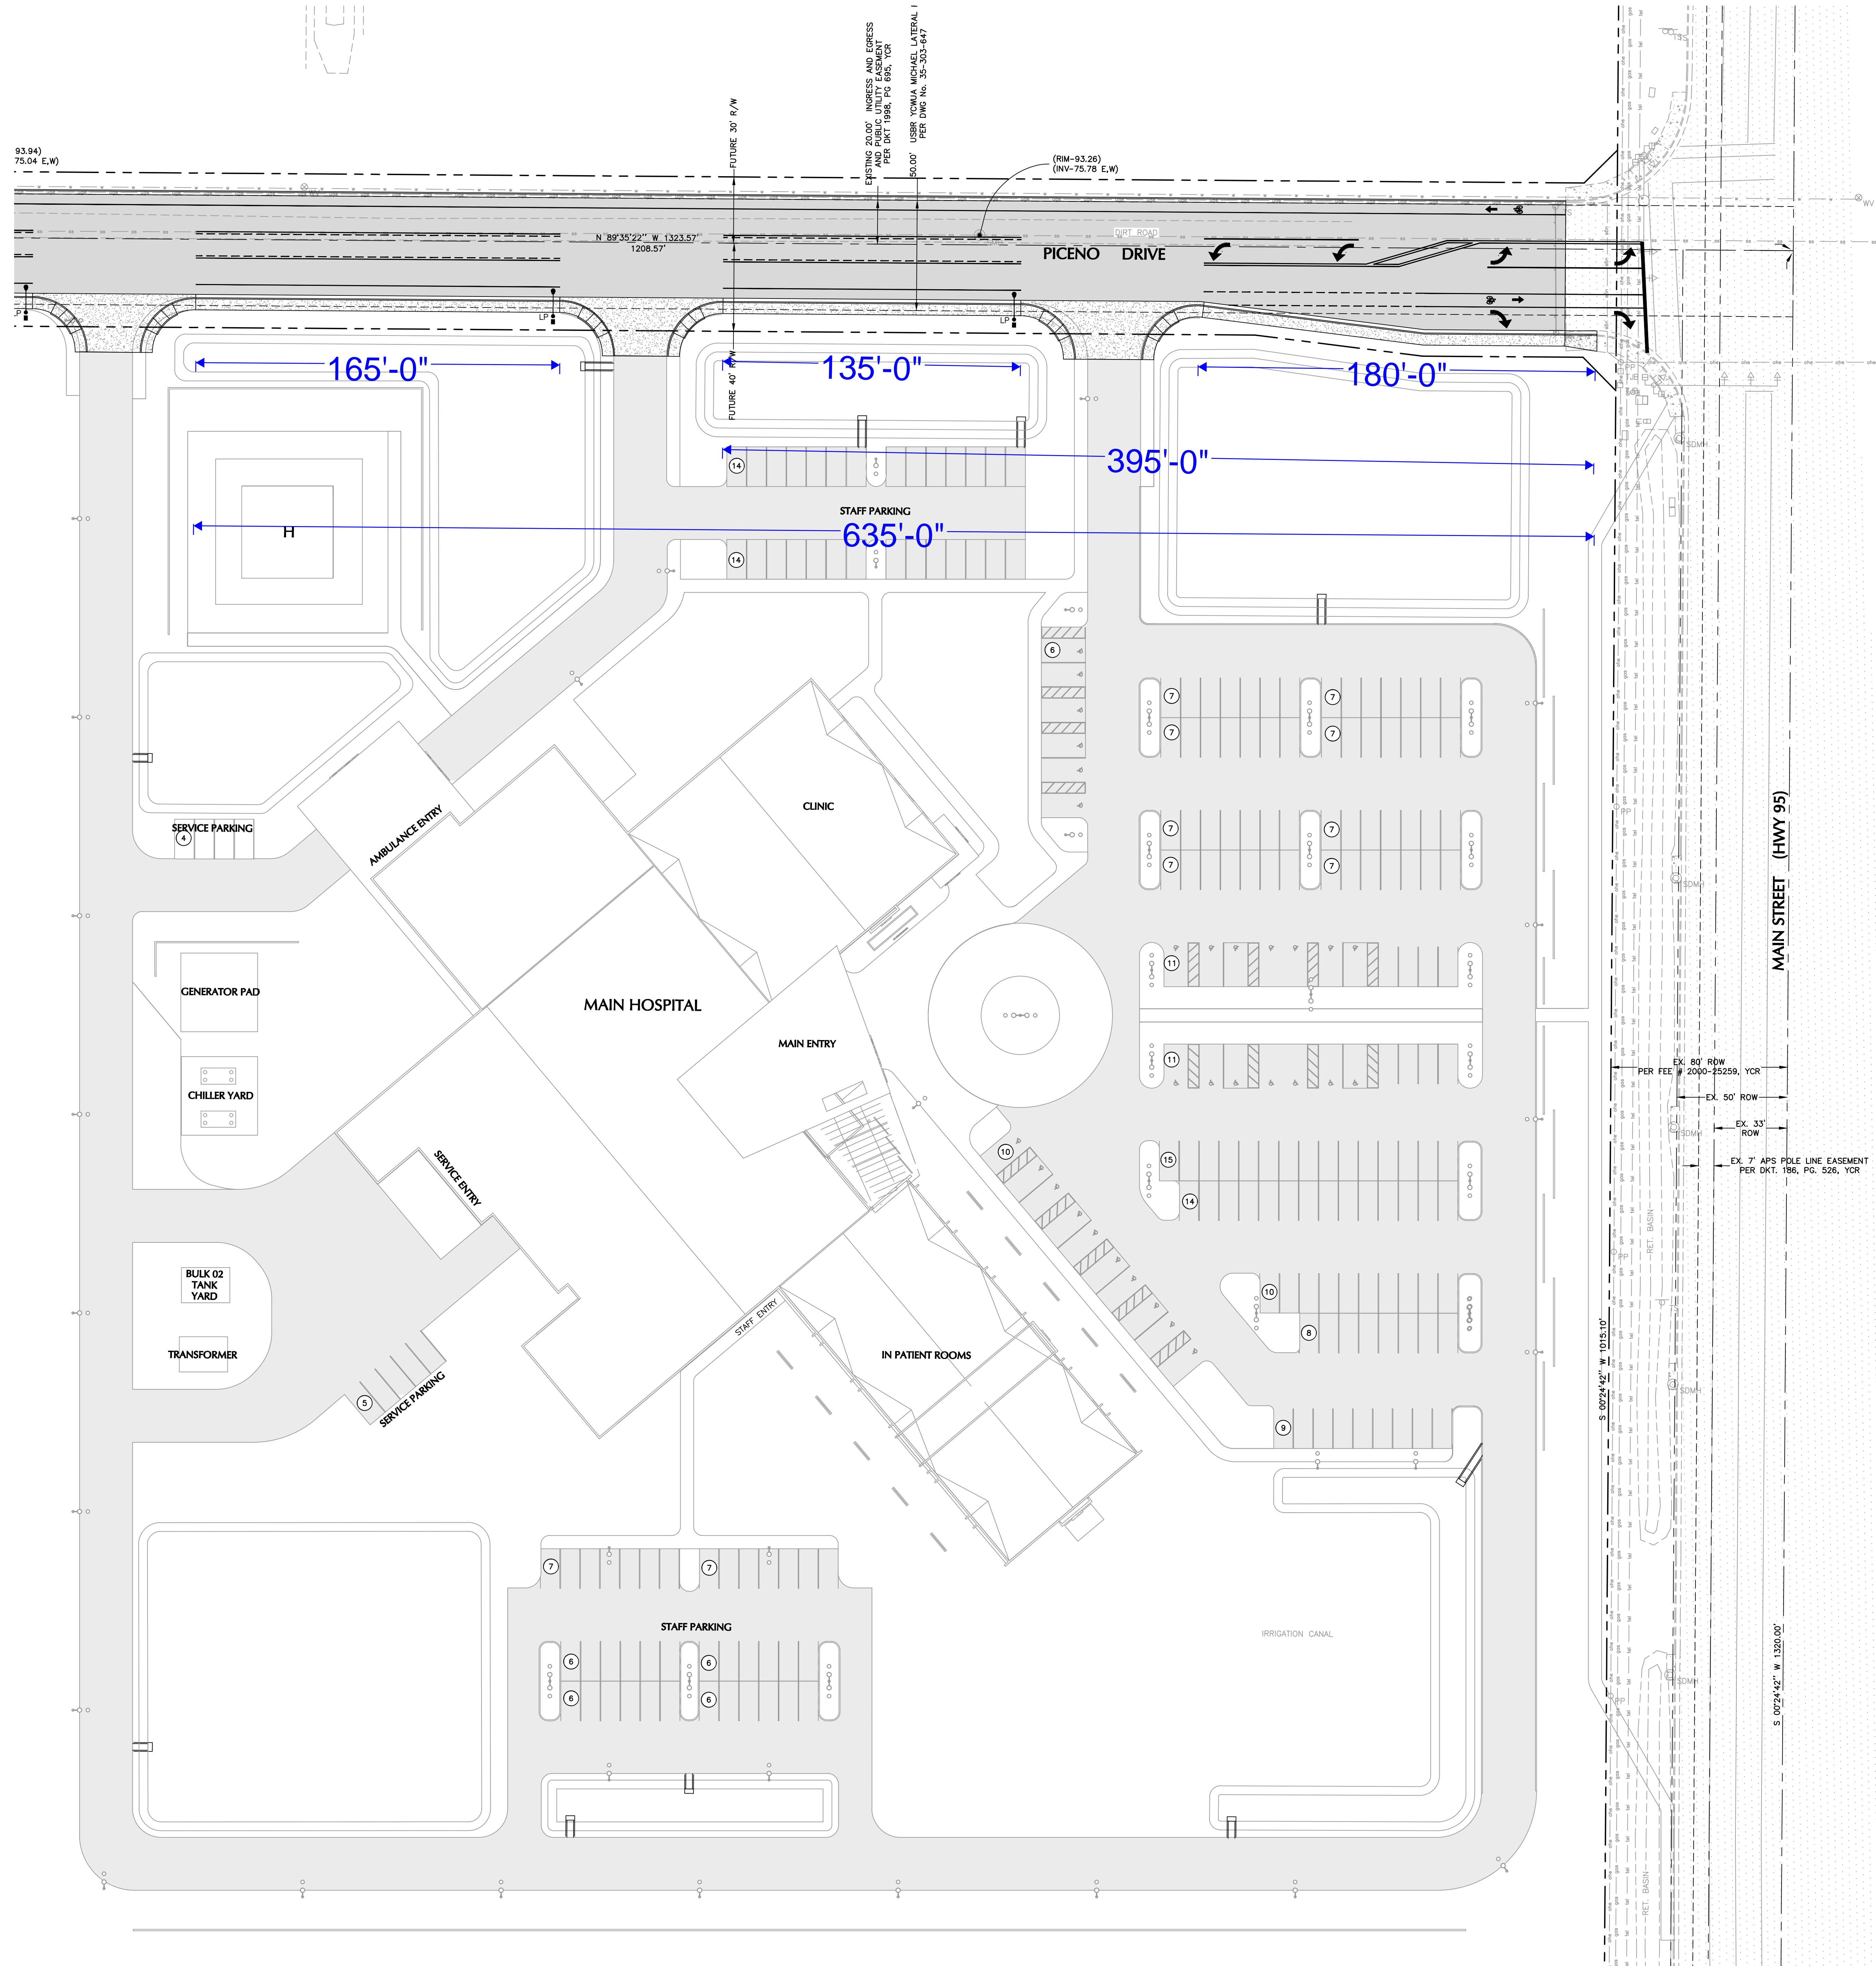 93.94)
75.04 E,W)
FUTURE 30' R/W
EXISTING 20.00' INGRESS AND EGRESS
AND PUBLIC UTILITY EASEMENT
PER DKT 1998, PG 695, YCR
50.00' USBR YCWUA MICHAEL LATERAL I
PER DWG No. 35-303-647
(RIM-93.26)
(INV-75.78 E,W)
TSS
WV
WV
N 89°35'22" W 1323.57'
1208.57'
DIRT ROAD
PICENO DRIVE
LP
LP
LP
FUTURE 40' R/W
165'-0"
135'-0"
180'-0"
PP
TJB
SDMH
395'-0"
14
STAFF PARKING
635'-0"
H
14
6
7
7
7
7
CLINIC
PP
7
7
7
7
SERVICE PARKING
4
AMBULANCE ENTRY
SDMH
MAIN STREET (HWY 95)
11
GENERATOR PAD
MAIN HOSPITAL
MAIN ENTRY
11
CHILLER YARD
EX. 80' ROW
PER FEE # 2000-25259, YCR
EX. 50' ROW
EX. 33'
ROW
SDMH
EX. 7' APS POLE LINE EASEMENT
PER DKT. 186, PG. 526, YCR
10
15
14
SERVICE ENTRY
RET. BASIN
PP
BULK 02
TANK
YARD
10
8
STAFF ENTRY
TRANSFORMER
IN PATIENT ROOMS
S 00°24'42" W 1015.10'
SDMH
5
SERVICE PARKING
9
7
7
STAFF PARKING
IRRIGATION CANAL
6
6
6
6
SDMH
PP
S 00°24'42" W 1320.00'
RET. BASIN